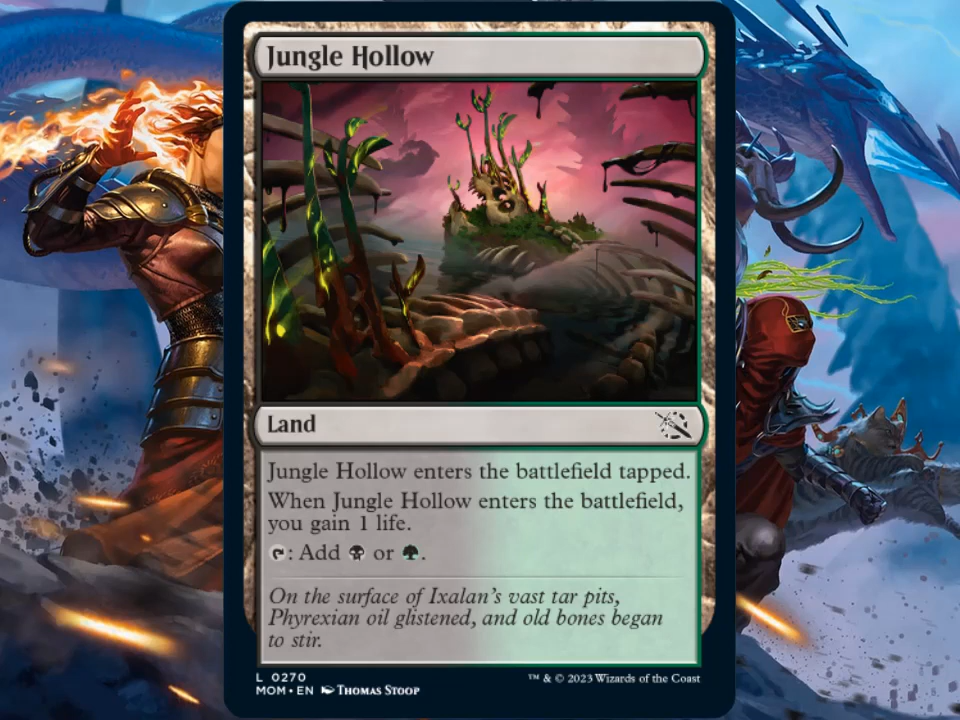 Jungle Hollow
Land
Jungle Hollow enters the battlefield tapped.
When Jungle Hollow enters the battlefield,
you gain 1 life.
: Add or .
On the surface of Ixalan's vast tar pits,
Phyrexian oil glistened, and old bones began
to stir.
L 0270
MOM • EN Thomas Stoop
™ & © 2023 Wizards of the Coast